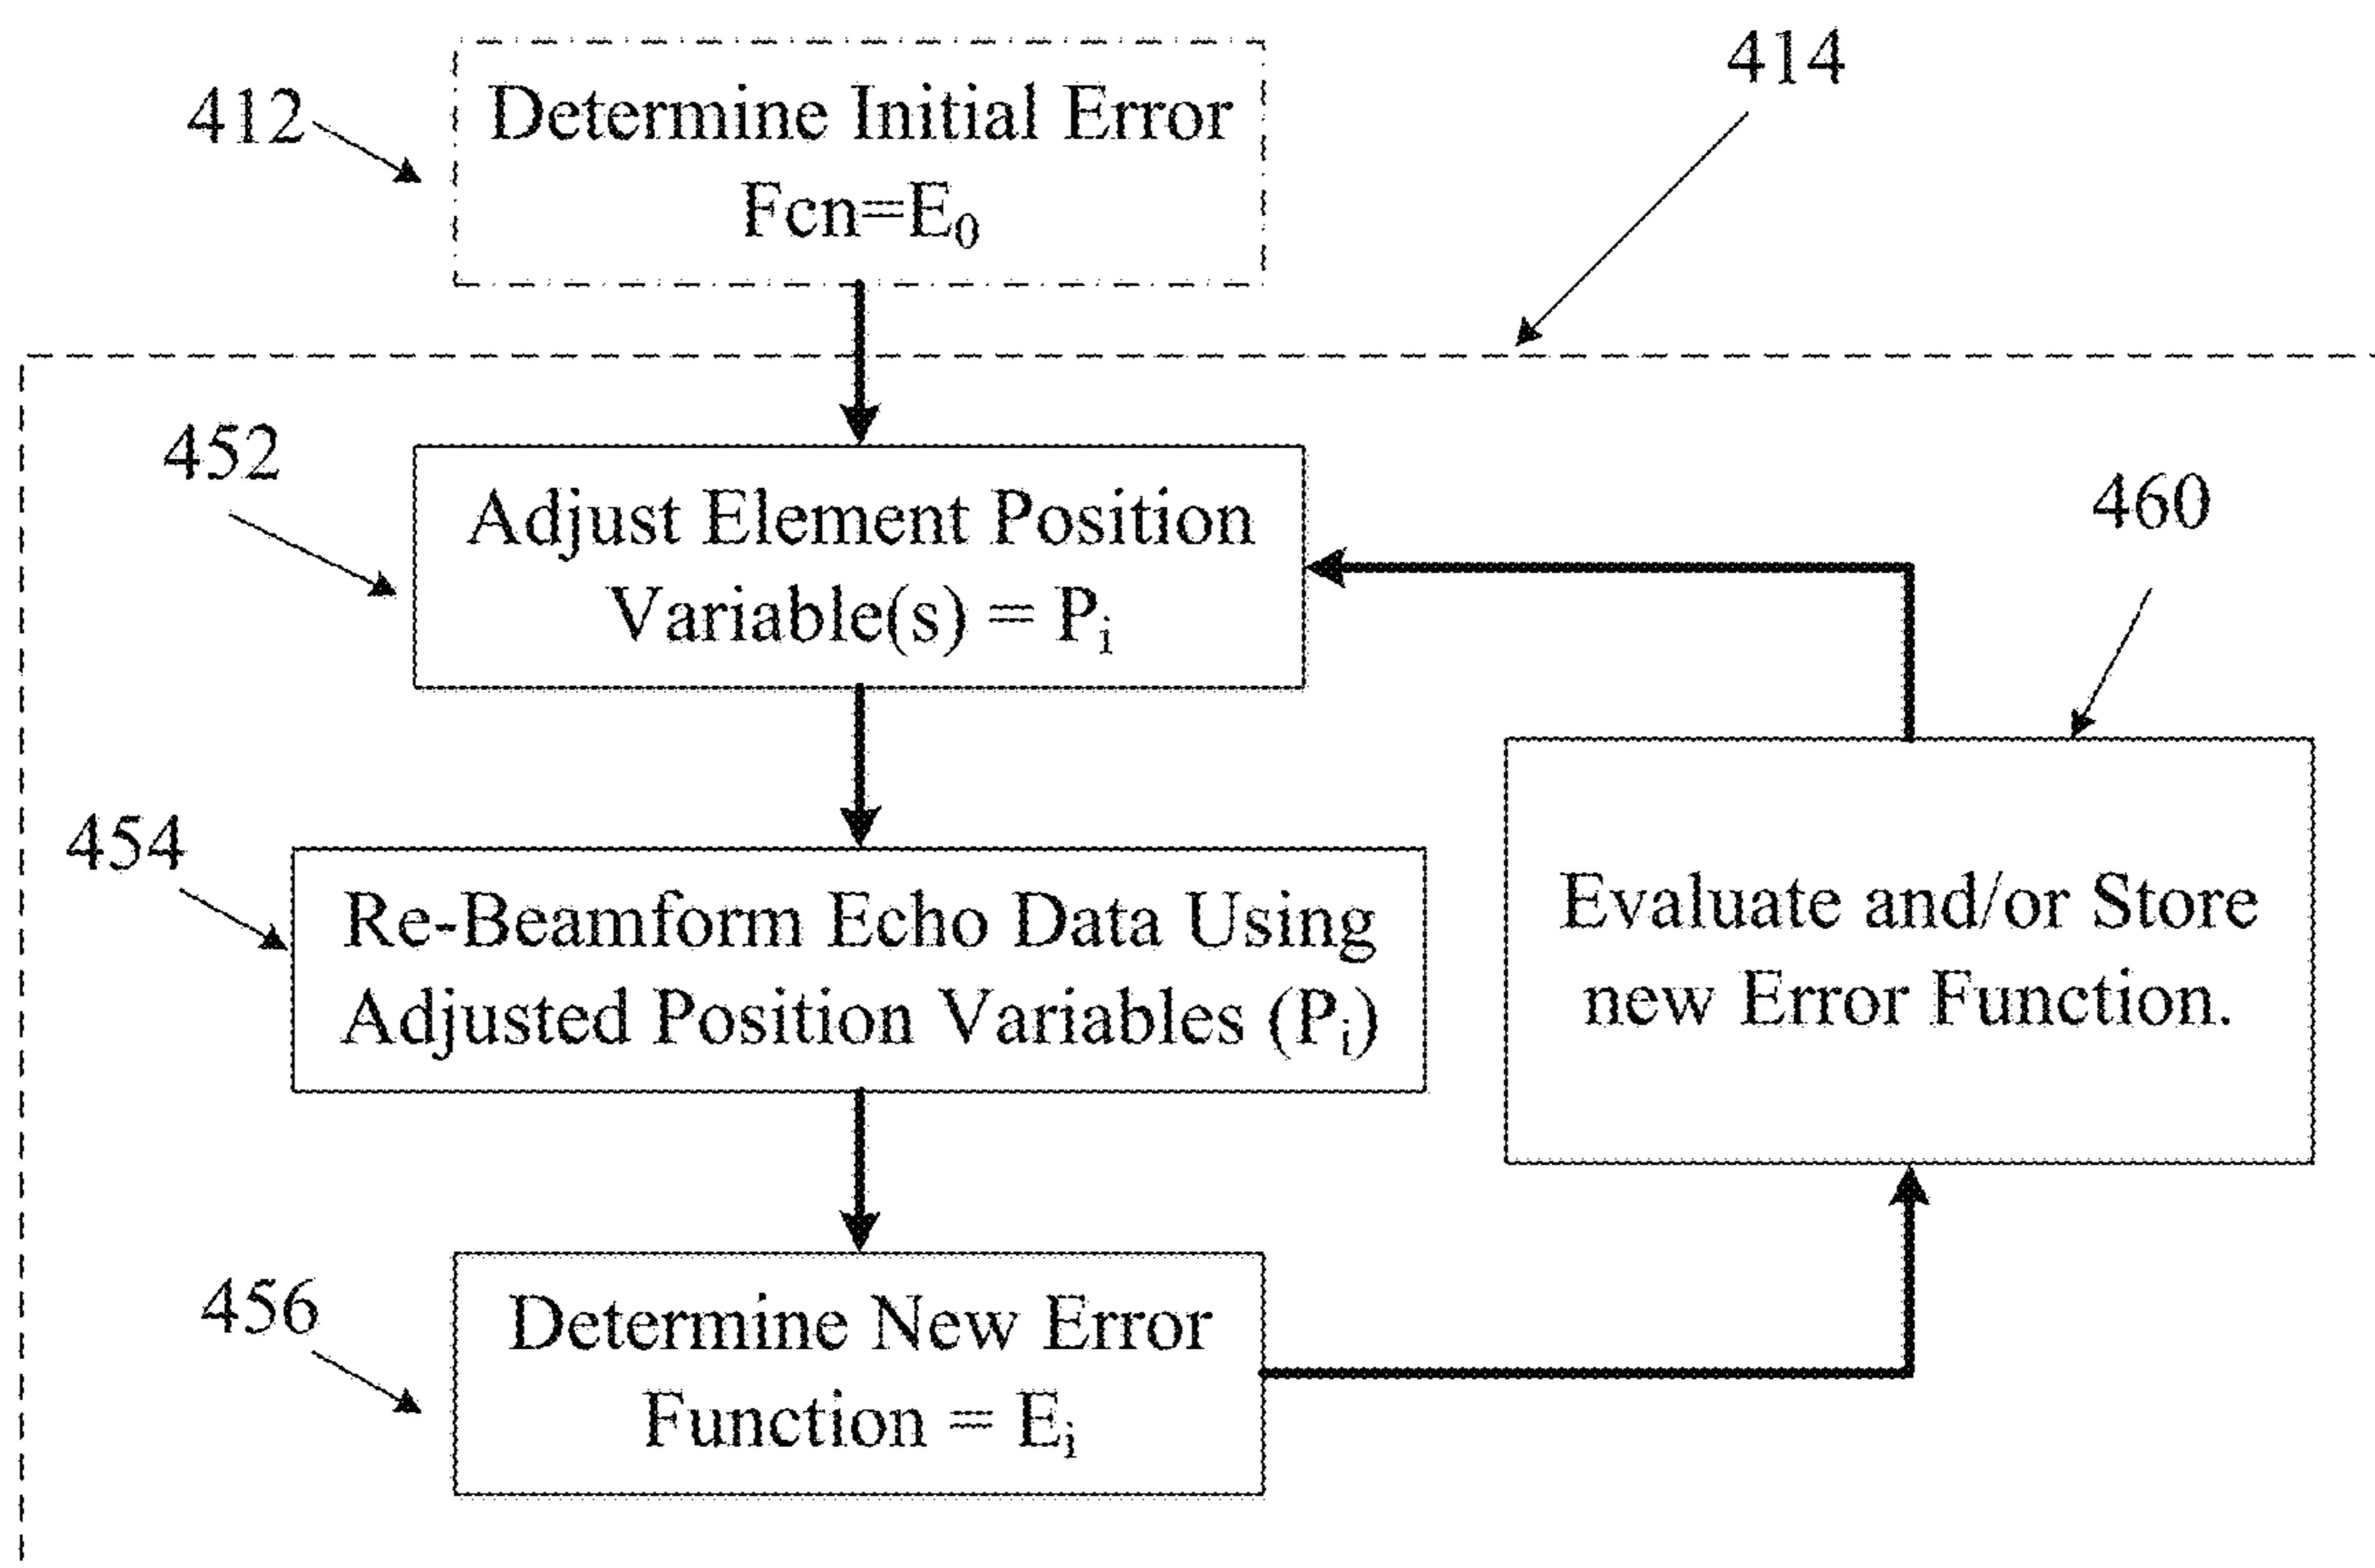 414
412
Determine Initial Error
Fcn=E₀
452
Adjust Element Position
Variable(s) = Pᵢ
460
454
Re-Beamform Echo Data Using
Adjusted Position Variables (Pᵢ)
Evaluate and/or Store
new Error Function.
456
Determine New Error
Function = Eᵢ